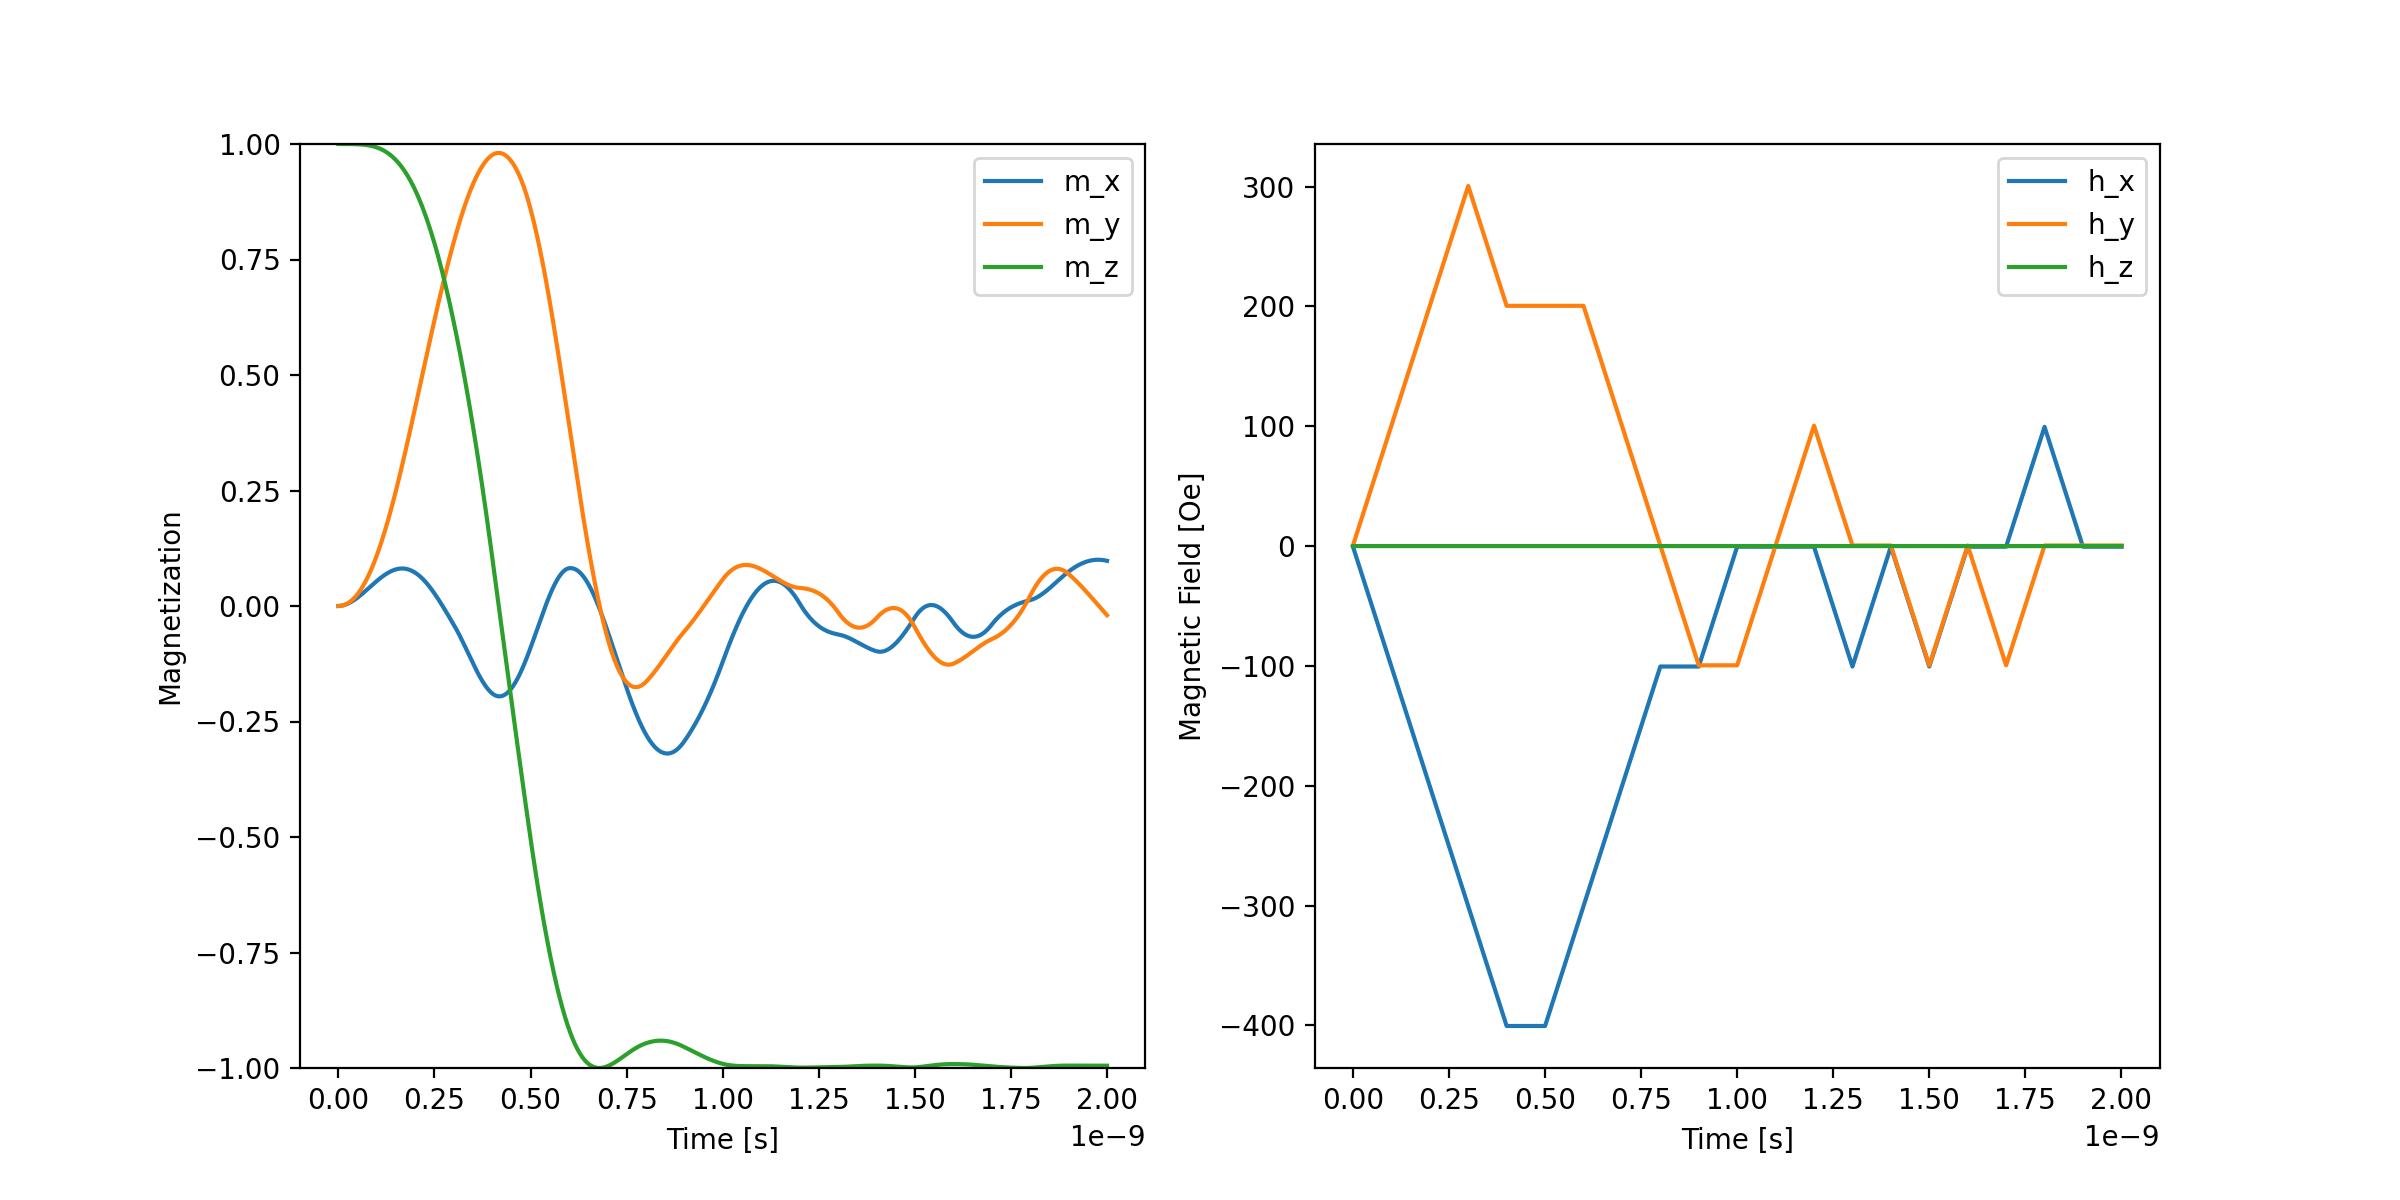 1.00
0.75
0.50
0.25
0.00
−0.25
−0.50
−0.75
−1.00
Magnetization
m_x
m_y
m_z
0.00 0.25 0.50 0.75 1.00 1.25 1.50 1.75 2.00
Time [s]
1e−9
300
200
100
0
−100
−200
−300
−400
Magnetic Field [Oe]
h_x
h_y
h_z
0.00 0.25 0.50 0.75 1.00 1.25 1.50 1.75 2.00
Time [s]
1e−9